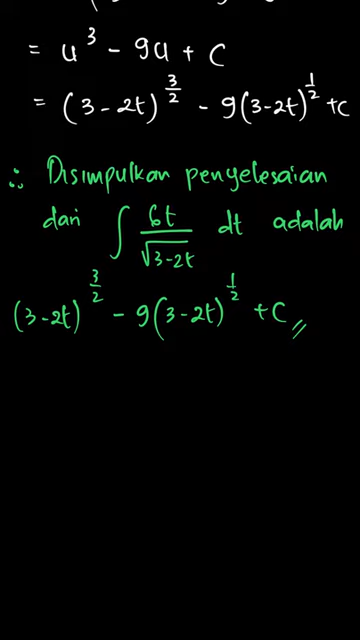 = u³ - 9u + C
= (3-2t)^(3/2) - 9(3-2t)^(1/2) + C
∴ Disimpulkan penyelesaian
dari ∫ 6t/√(3-2t) dt adalah
(3-2t)^(3/2) - 9(3-2t)^(1/2) + C //